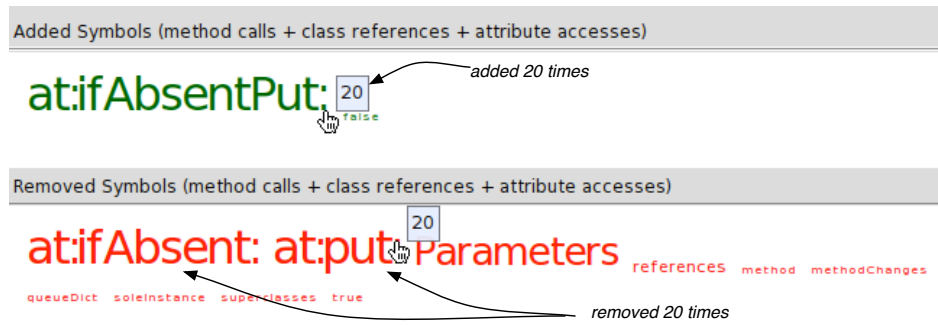 Added Symbols (method calls + class references + attribute accesses)
added 20 times
at:ifAbsentPut: 20
false
Removed Symbols (method calls + class references + attribute accesses)
20
at:ifAbsent: at:put: Parameters references method methodChanges
queueDict soleInstance superclasses true
removed 20 times